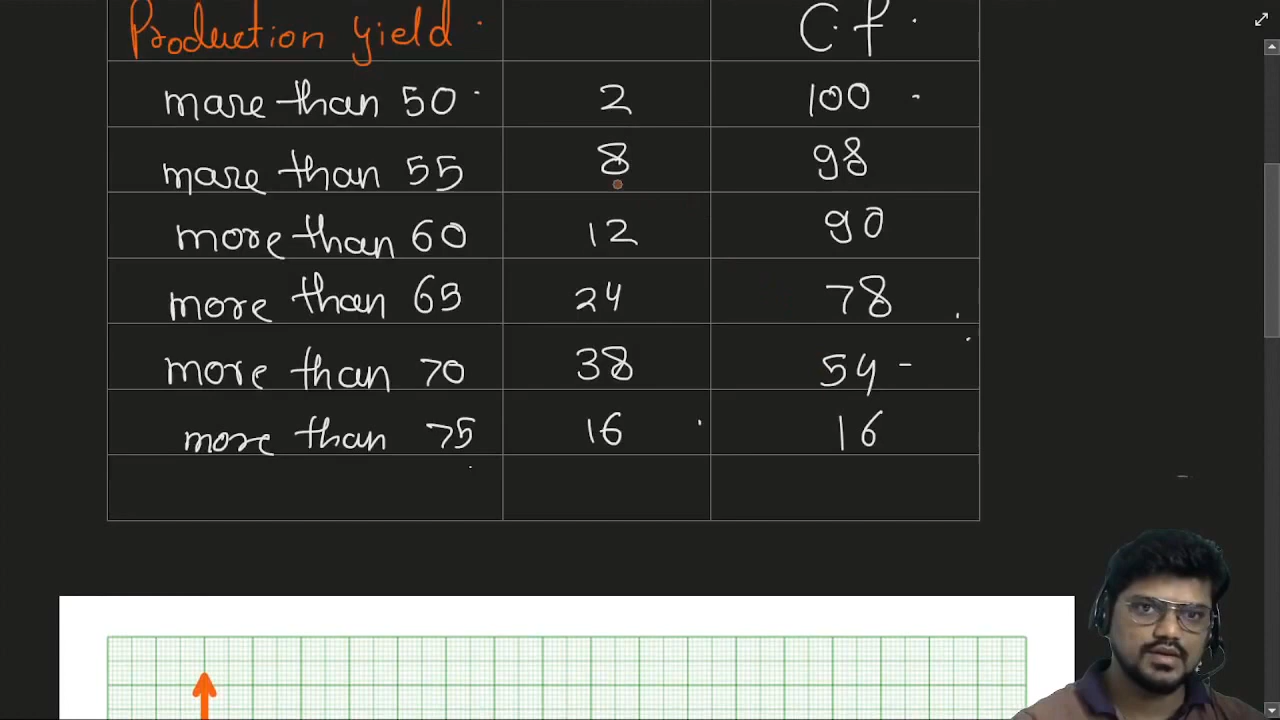 Production yield C.f.
mare than 50 2 100
mare than 55 8 98
more than 60 12 90
more than 65 24 78
more than 70 38 54
more than 75 16 16